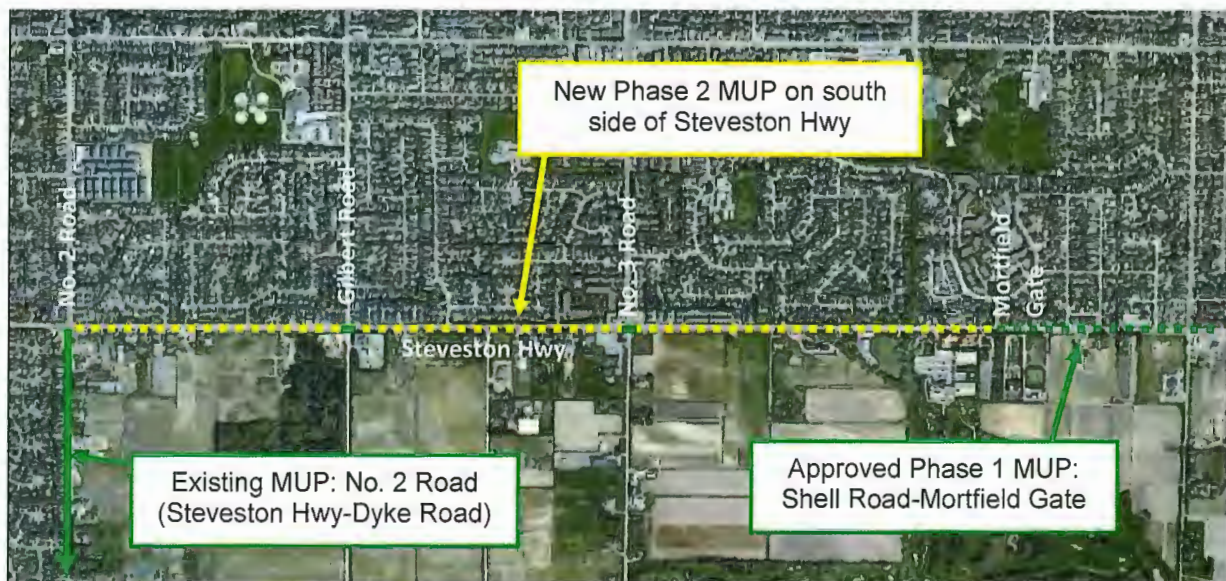 New Phase 2 MUP on south
side of Steveston Hwy
No. 2 Road
Gilbert Road
No. 3 Road
Mortfield
Gate
Steveston Hwy
Existing MUP: No. 2 Road
(Steveston Hwy-Dyke Road)
Approved Phase 1 MUP:
Shell Road-Mortfield Gate